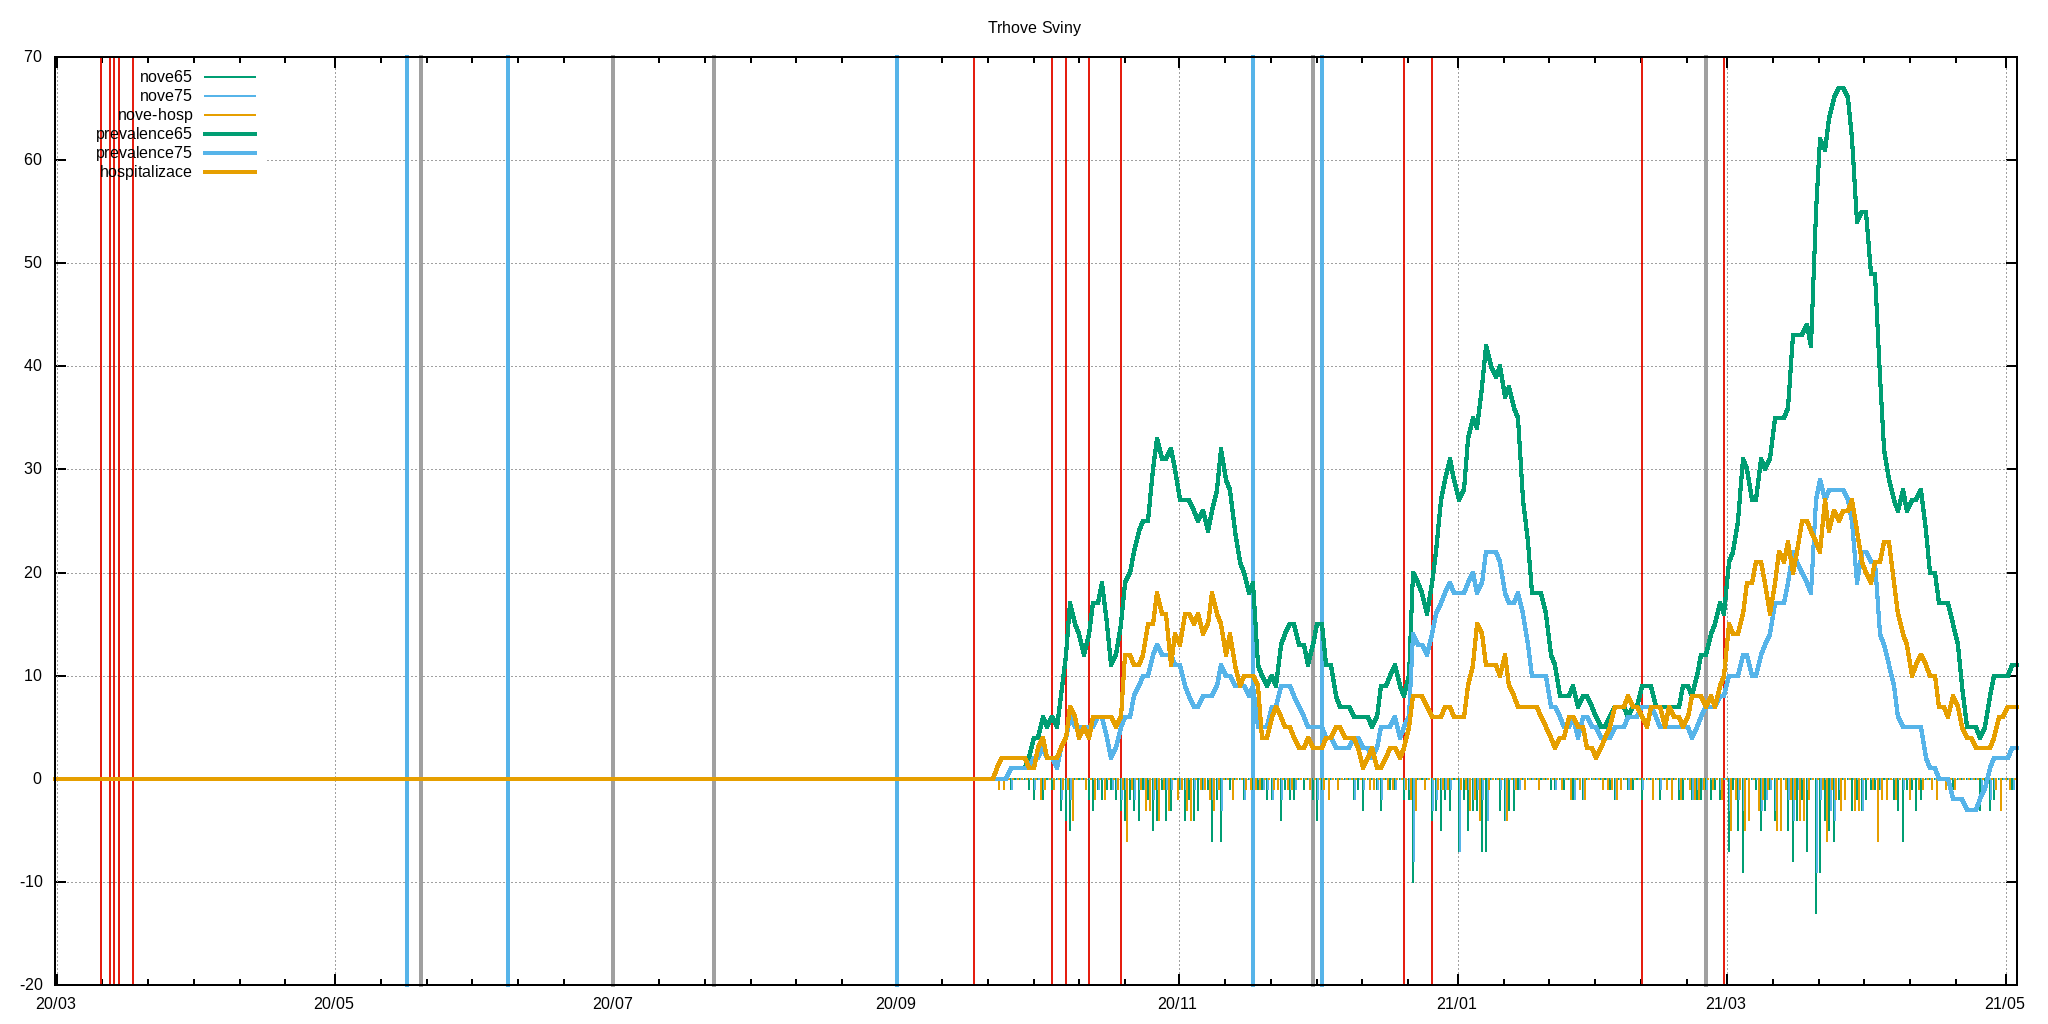 Trhove Sviny
70
nove65
nove75
nove-hosp
prevalence65
60
prevalence75
hospitalizace
50
40
30
20
10
0
-10
-20
20/03 20/05 20/07 20/09 20/11 21/01 21/03 21/05